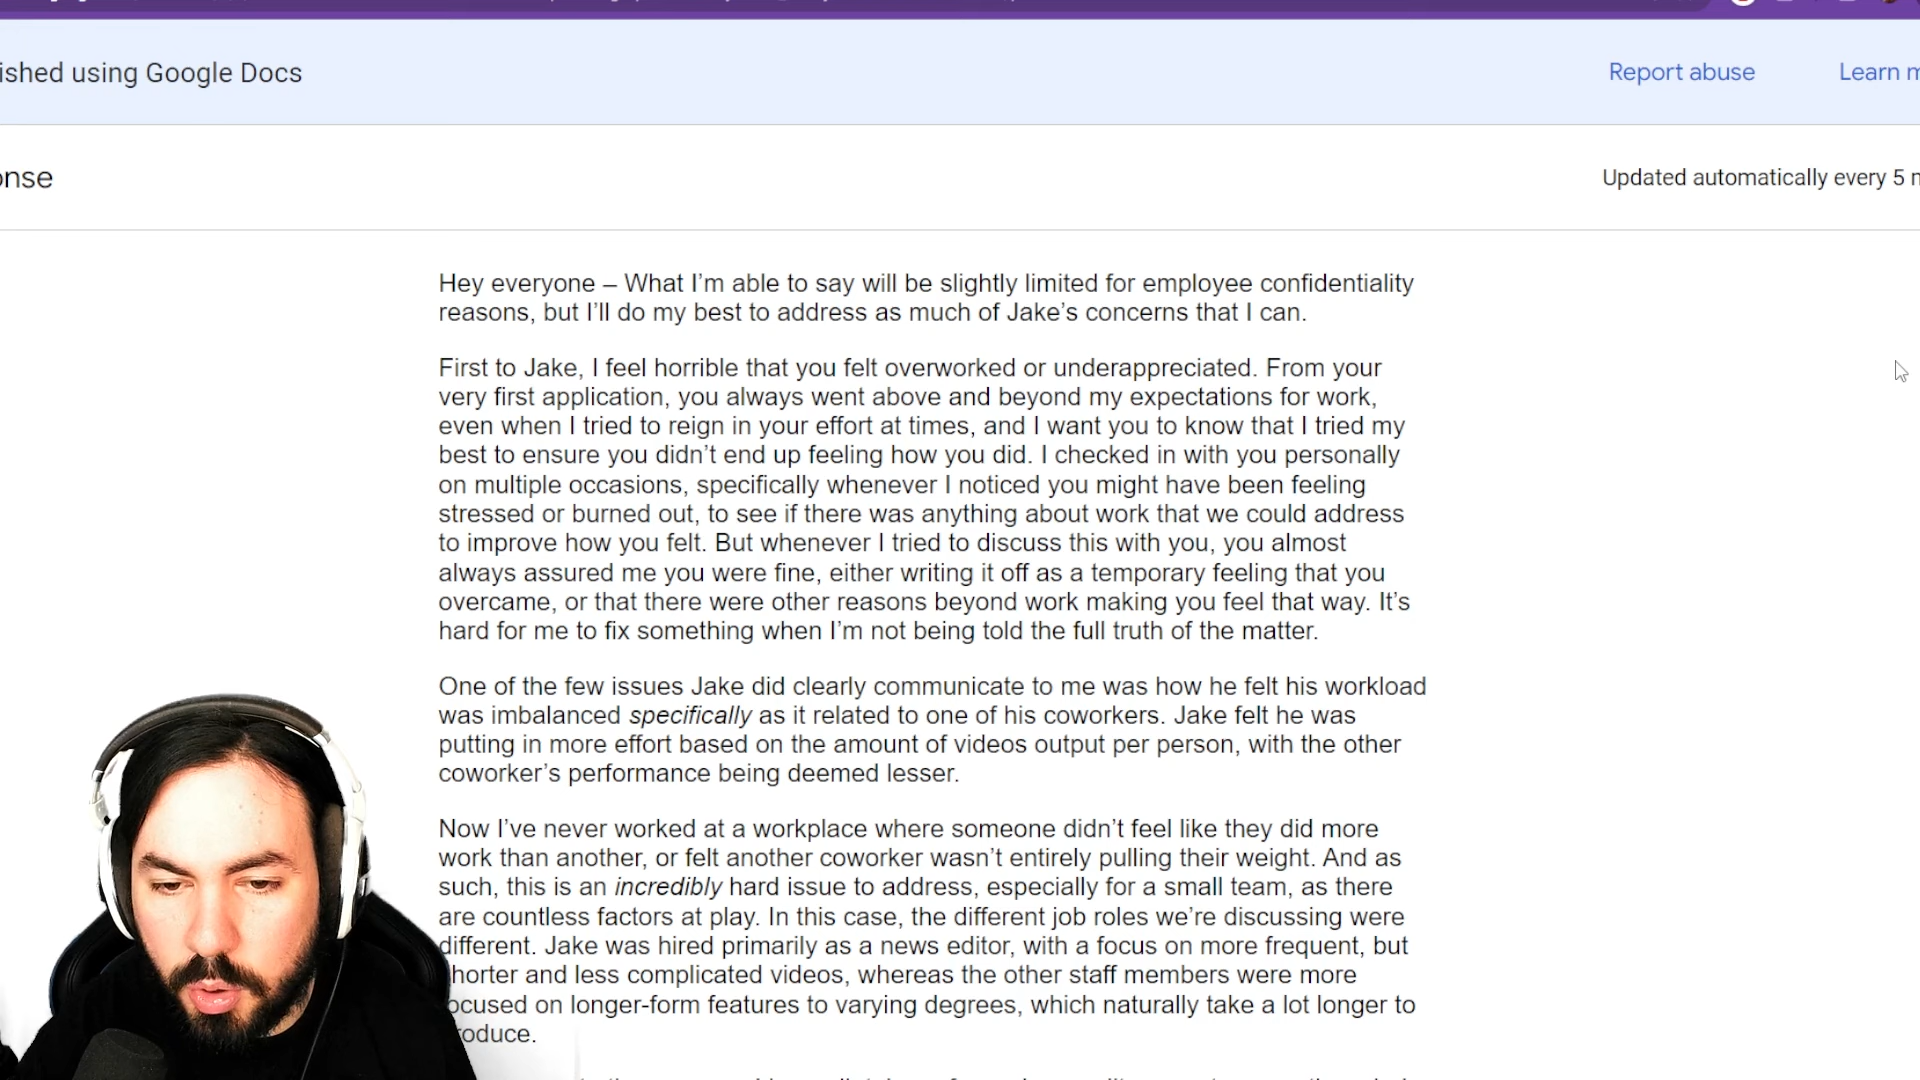 ished using Google Docs
Report abuse
Learn m
onse
Updated automatically every 5 m
Hey everyone – What I’m able to say will be slightly limited for employee confidentiality
reasons, but I’ll do my best to address as much of Jake’s concerns that I can.
First to Jake, I feel horrible that you felt overworked or underappreciated. From your
very first application, you always went above and beyond my expectations for work,
even when I tried to reign in your effort at times, and I want you to know that I tried my
best to ensure you didn’t end up feeling how you did. I checked in with you personally
on multiple occasions, specifically whenever I noticed you might have been feeling
stressed or burned out, to see if there was anything about work that we could address
to improve how you felt. But whenever I tried to discuss this with you, you almost
always assured me you were fine, either writing it off as a temporary feeling that you
overcame, or that there were other reasons beyond work making you feel that way. It’s
hard for me to fix something when I’m not being told the full truth of the matter.
One of the few issues Jake did clearly communicate to me was how he felt his workload
was imbalanced specifically as it related to one of his coworkers. Jake felt he was
putting in more effort based on the amount of videos output per person, with the other
coworker’s performance being deemed lesser.
Now I’ve never worked at a workplace where someone didn’t feel like they did more
work than another, or felt another coworker wasn’t entirely pulling their weight. And as
such, this is an incredibly hard issue to address, especially for a small team, as there
are countless factors at play. In this case, the different job roles we’re discussing were
different. Jake was hired primarily as a news editor, with a focus on more frequent, but
horter and less complicated videos, whereas the other staff members were more
ocused on longer-form features to varying degrees, which naturally take a lot longer to
roduce.